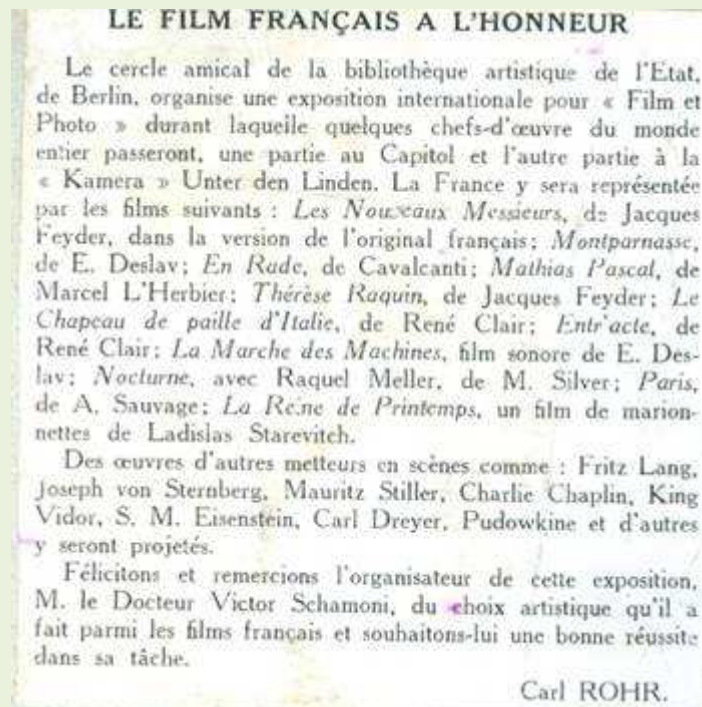 LE FILM FRANÇAIS A L'HONNEUR
Le cercle amical de la bibliothèque artistique de l'Etat,
de Berlin, organise une exposition internationale pour « Film et
Photo » durant laquelle quelques chefs-d'œuvre du monde
entier passeront, une partie au Capitol et l'autre partie à la
« Kamera » Unter den Linden. La France y sera représentée
par les films suivants : Les Nouveaux Messieurs, de Jacques
Feyder, dans la version de l'original français; Montparnasse,
de E. Deslav; En Rade, de Cavalcanti; Mathias Pascal, de
Marcel L'Herbier; Thérèse Raquin, de Jacques Feyder; Le
Chapeau de paille d'Italie, de René Clair; Entr'acte, de
René Clair; La Marche des Machines, film sonore de E. Des-
lav; Nocturne, avec Raquel Meller, de M. Silver; Paris,
de A. Sauvage; La Reine de Printemps, un film de marion-
nettes de Ladislas Starevitch.
Des œuvres d'autres metteurs en scènes comme : Fritz Lang,
Joseph von Sternberg, Mauritz Stiller, Charlie Chaplin, King
Vidor, S. M. Eisenstein, Carl Dreyer, Pudowkine et d'autres
y seront projetés.
Félicitons et remercions l'organisateur de cette exposition,
M. le Docteur Victor Schamoni, du choix artistique qu'il a
fait parmi les films français et souhaitons-lui une bonne réussite
dans sa tâche.
Carl ROHR.